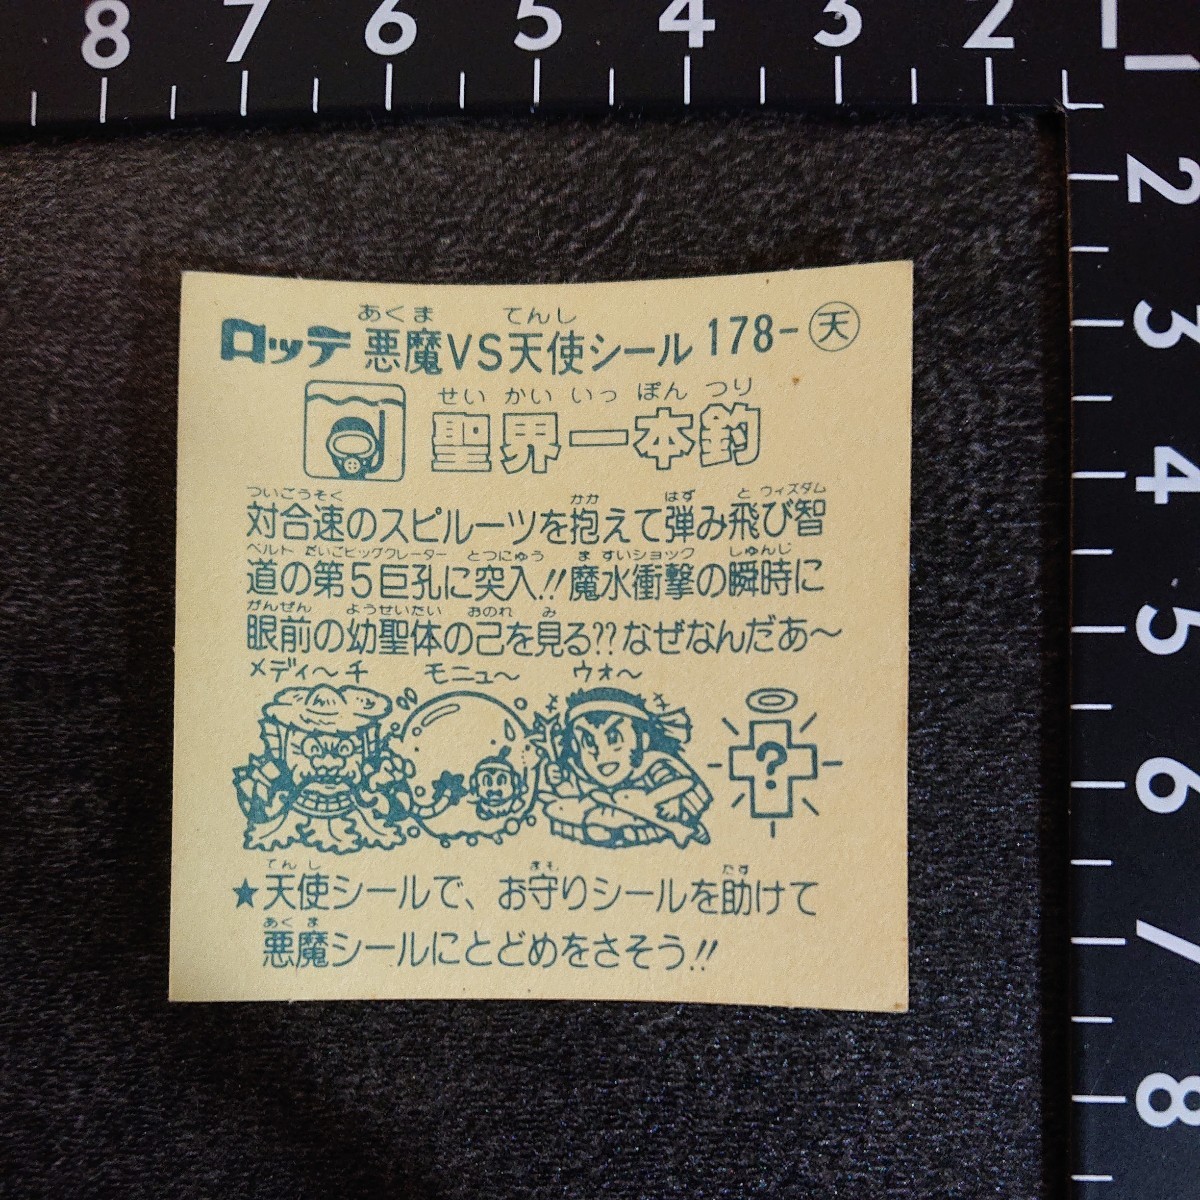 8 7 6 5 4 3 2 1
1
2
3
4
5
6
7
8
あくま てんし
ロッテ 悪魔VS天使シール 178-天
せい かい いっ ぽん つり
聖界一本釣
ついごうそく かか はず と ウィズダム
対合速のスピルーツを抱えて弾み飛び智
ベルト だいごビッグクレーター とつにゅう ま すいショック しゅんじ
道の第5巨孔に突入!!魔水衝撃の瞬時に
がんぜん ようせいたい おのれ み
眼前の幼聖体の己を見る??なぜなんだあ〜
メディ〜チ モニュ〜 ウォ〜
?
てん し まも たす
★天使シールで、お守りシールを助けて
あく ま
悪魔シールにとどめをさそう!!